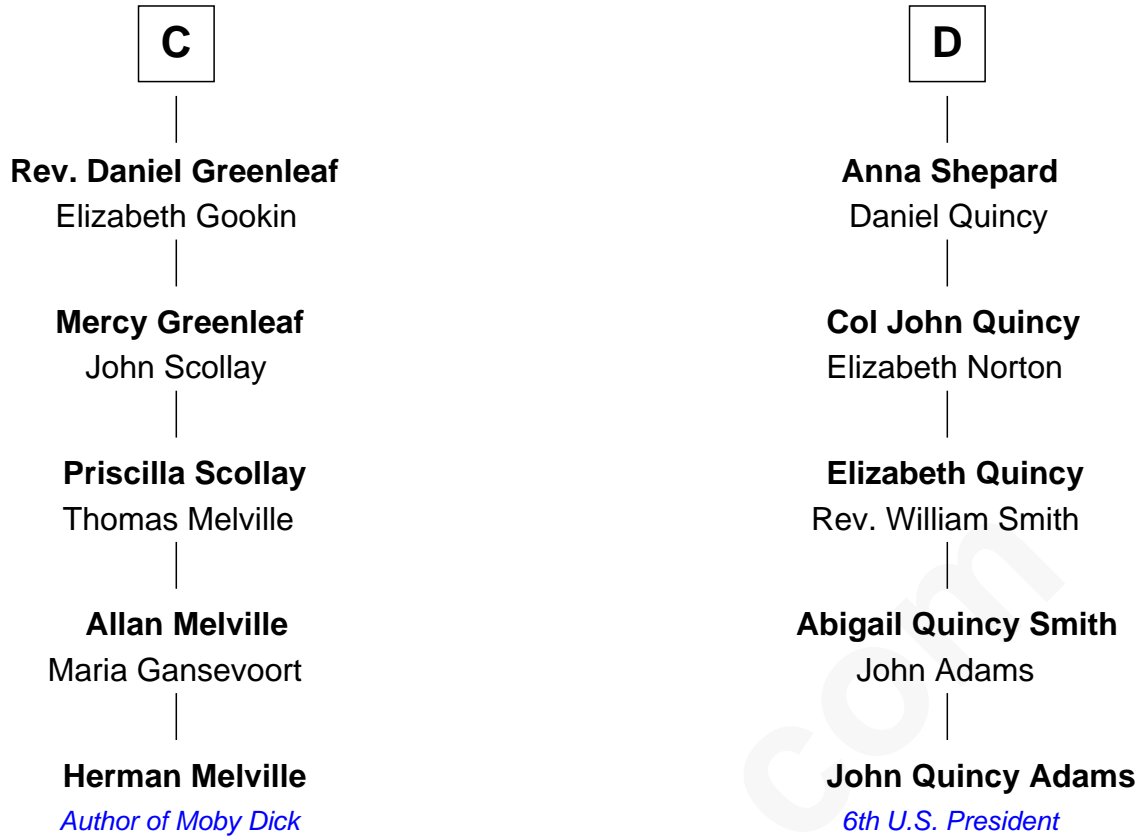 C
Rev. Daniel Greenleaf
Elizabeth Gookin
Mercy Greenleaf
John Scollay
Priscilla Scollay
Thomas Melville
Allan Melville
Maria Gansevoort
Herman Melville
Author of Moby Dick
D
Anna Shepard
Daniel Quincy
Col John Quincy
Elizabeth Norton
Elizabeth Quincy
Rev. William Smith
Abigail Quincy Smith
John Adams
John Quincy Adams
6th U.S. President
com